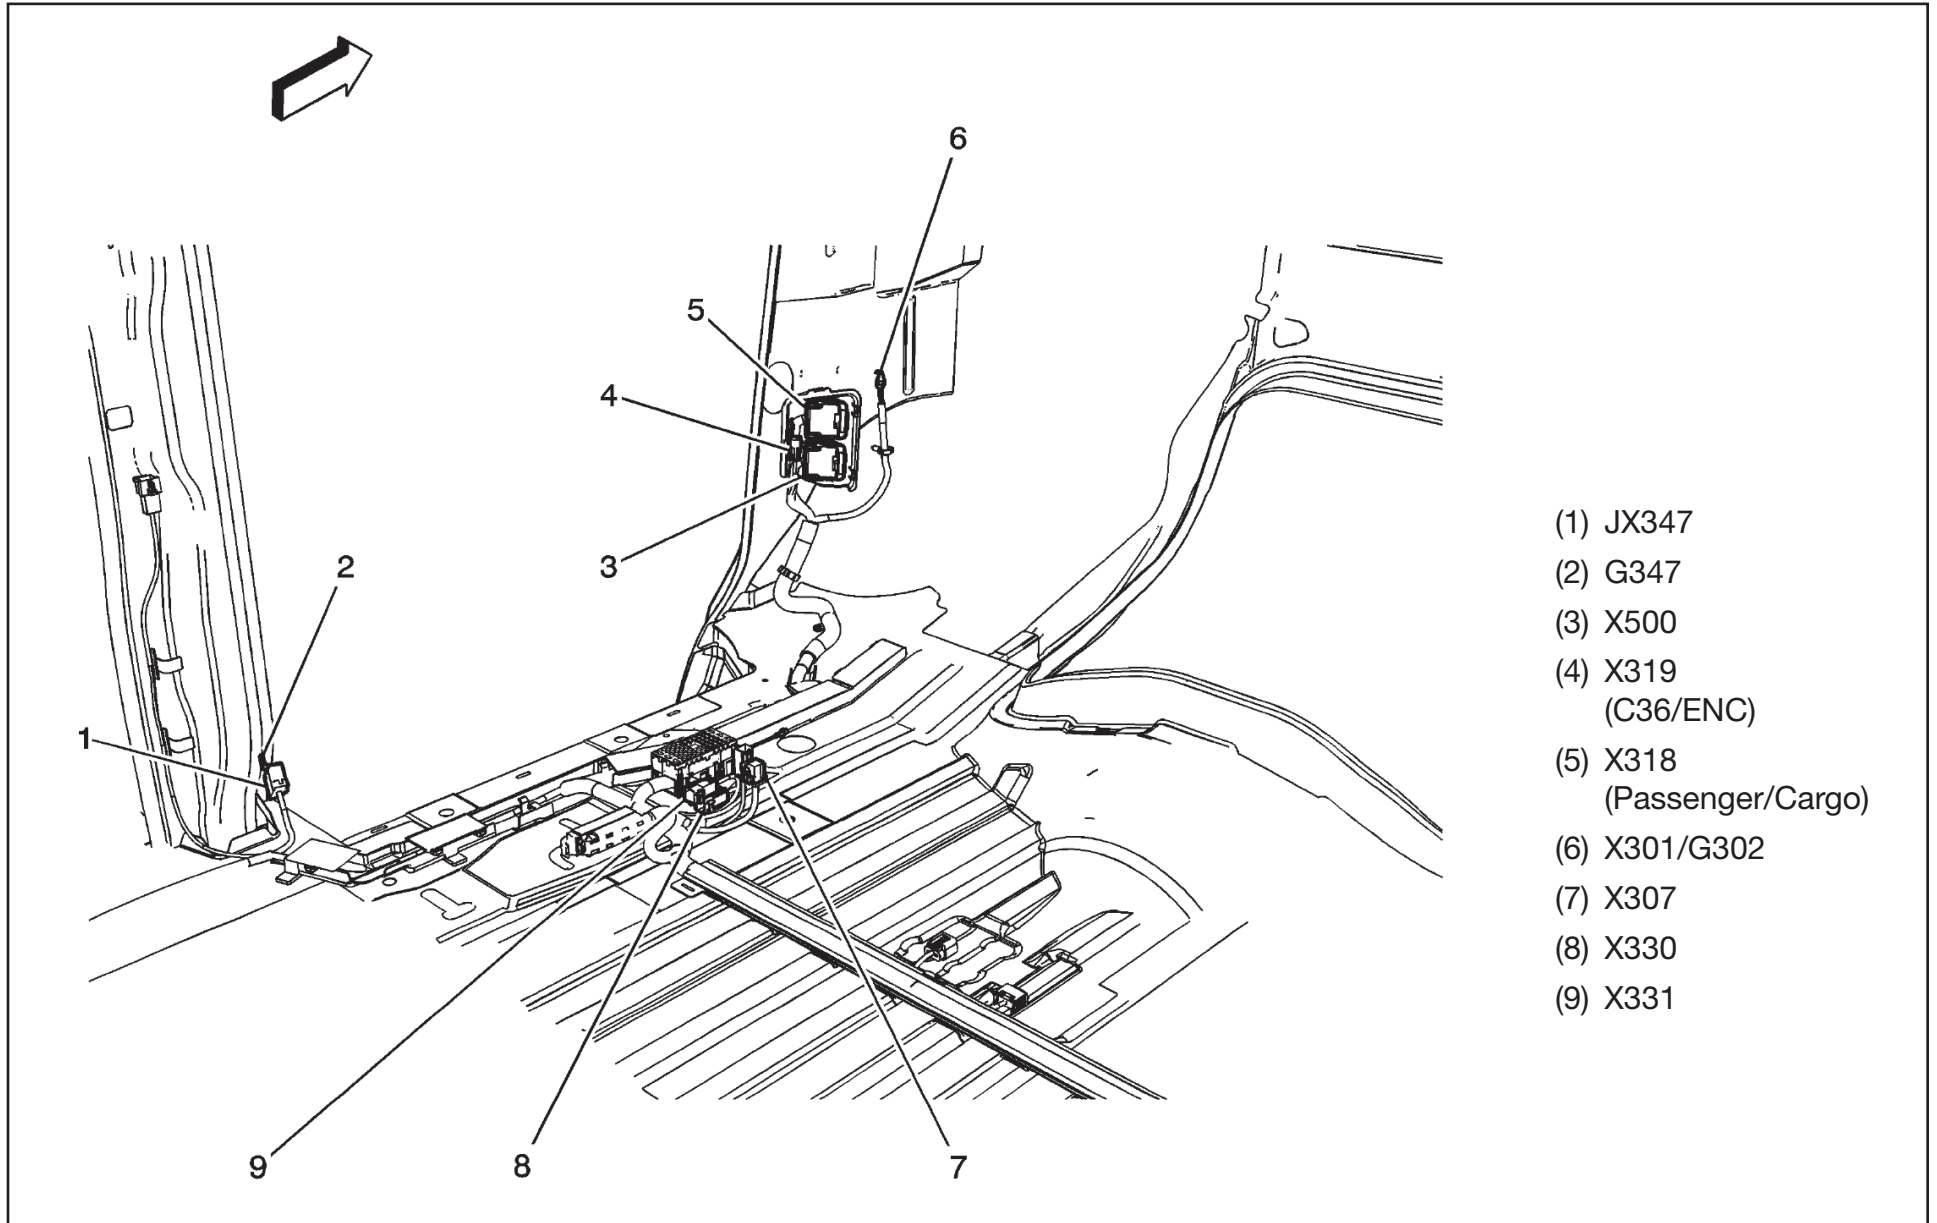 6
5
4
3
2
1
9
8
7
(1) JX347
(2) G347
(3) X500
(4) X319
(C36/ENC)
(5) X318
(Passenger/Cargo)
(6) X301/G302
(7) X307
(8) X330
(9) X331